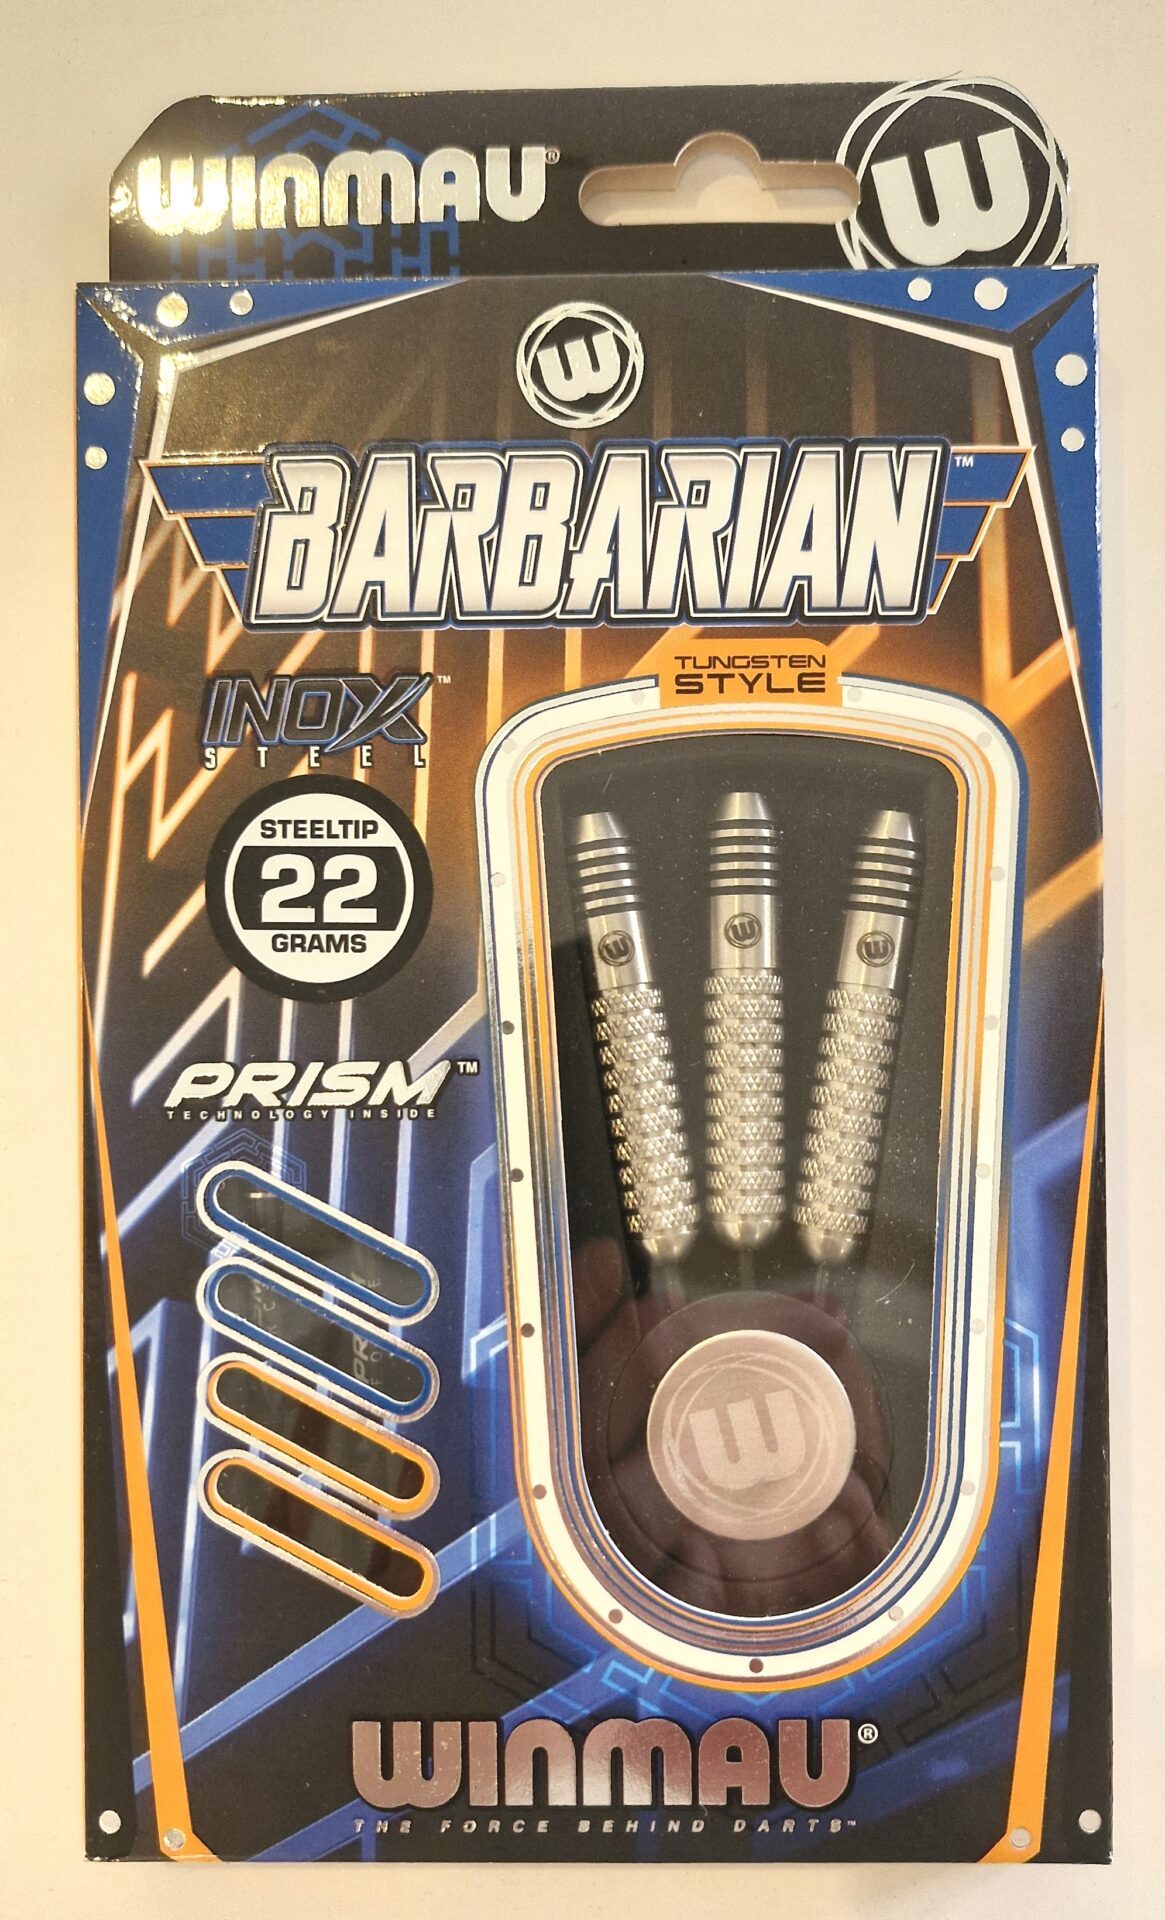 WINMAU®
W
W
BARBARIAN™
TUNGSTEN
STYLE
INOX™
STEEL
STEELTIP
22
GRAMS
W
W
W
PRISM™
TECHNOLOGY INSIDE
W
WINMAU®
THE FORCE BEHIND DARTS™